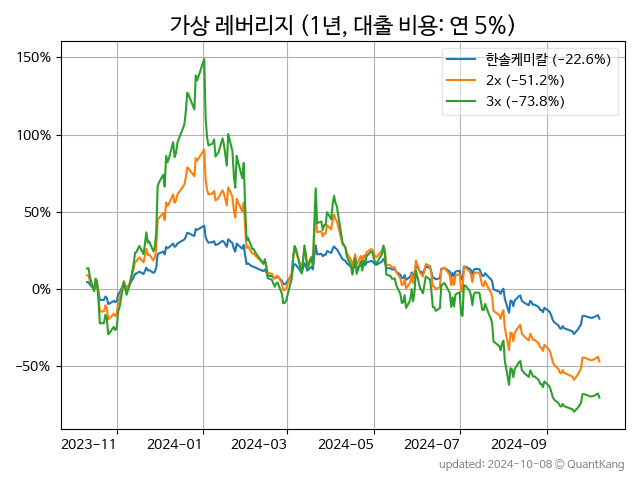 가상 레버리지 (1년, 대출 비용: 연 5%)
한솔케미칼 (−22.6%)
2x (−51.2%)
3x (−73.8%)
150%
100%
50%
0%
−50%
2023−11
2024−01
2024−03
2024−05
2024−07
2024−09
updated: 2024-10-08 © QuantKang